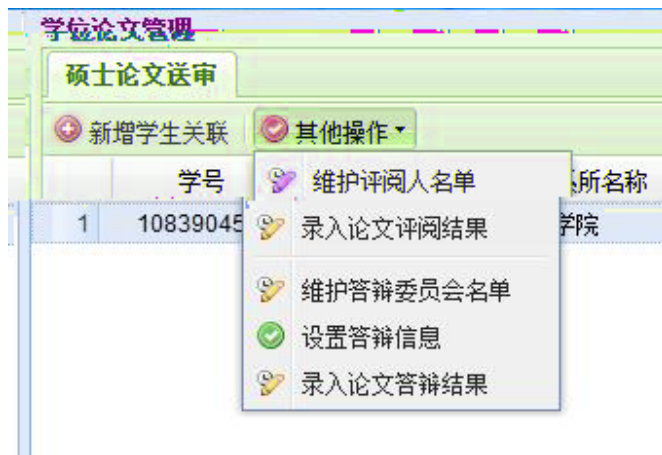 学位论文管理
硕士论文送审
新增学生关联 其他操作
学号 所名称
1 10839045 学院
维护评阅人名单
录入论文评阅结果
维护答辩委员会名单
设置答辩信息
录入论文答辩结果